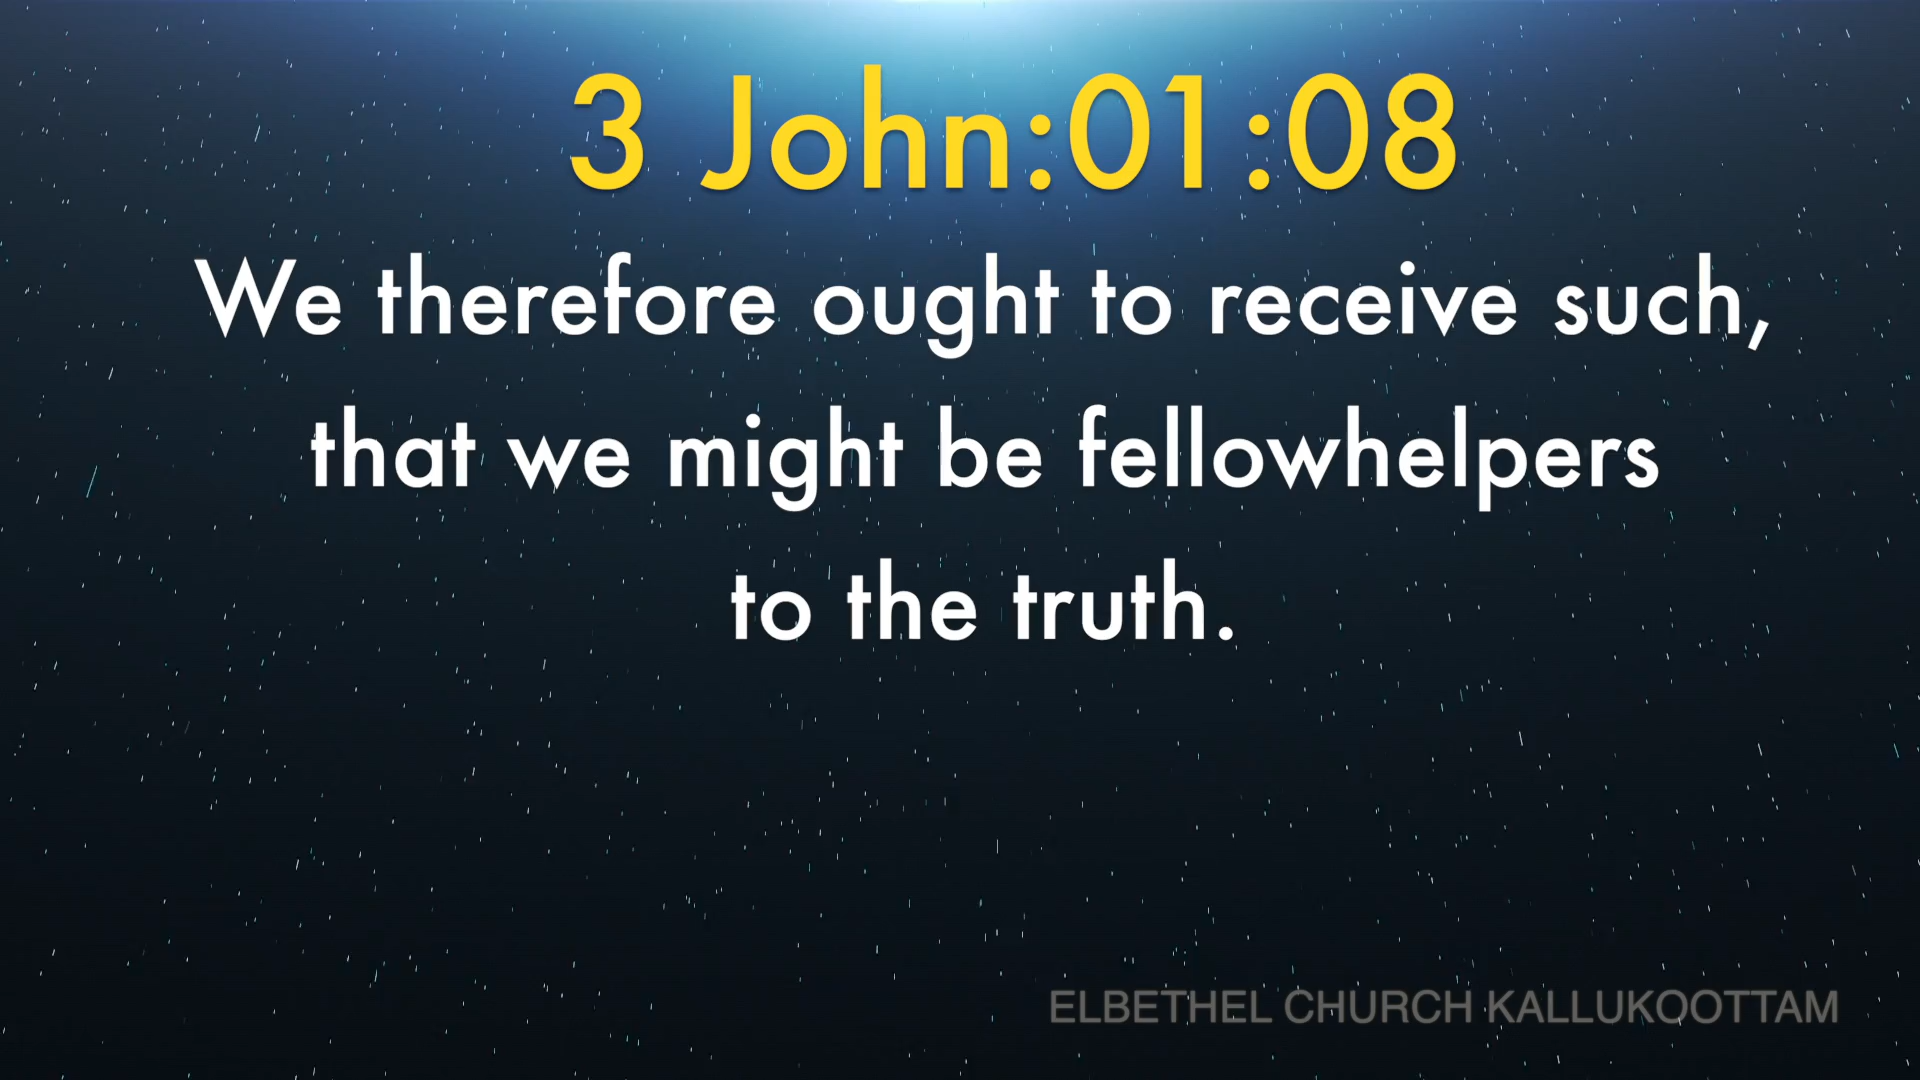 3 John:01:08
We therefore ought to receive such,
that we might be fellowhelpers
to the truth.
ELBETHEL CHURCH KALLUKOOTTAM